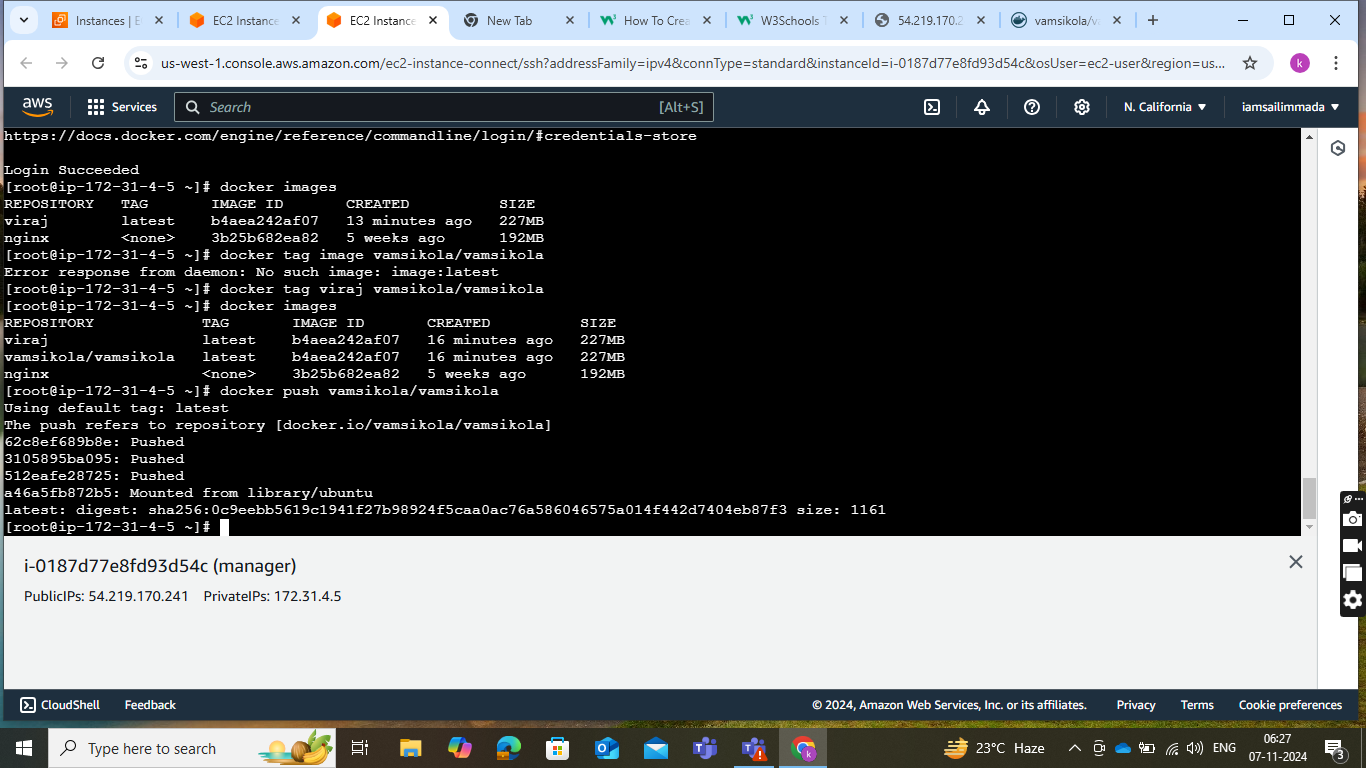 Instances | E
EC2 Instance
EC2 Instance
New Tab
How To Crea
W3Schools T
54.219.170.2
vamsikola/va
us-west-1.console.aws.amazon.com/ec2-instance-connect/ssh?addressFamily=ipv4&connType=standard&instanceId=i-0187d77e8fd93d54c&osUser=ec2-user&region=us...
k
aws
Services
Search
[Alt+S]
N. California
iamsailimmada
https://docs.docker.com/engine/reference/commandline/login/#credentials-store
Login Succeeded
[root@ip-172-31-4-5 ~]# docker images
REPOSITORY TAG IMAGE ID CREATED SIZE
viraj latest b4aea242af07 13 minutes ago 227MB
nginx <none> 3b25b682ea82 5 weeks ago 192MB
[root@ip-172-31-4-5 ~]# docker tag image vamsikola/vamsikola
Error response from daemon: No such image: image:latest
[root@ip-172-31-4-5 ~]# docker tag viraj vamsikola/vamsikola
[root@ip-172-31-4-5 ~]# docker images
REPOSITORY TAG IMAGE ID CREATED SIZE
viraj latest b4aea242af07 16 minutes ago 227MB
vamsikola/vamsikola latest b4aea242af07 16 minutes ago 227MB
nginx <none> 3b25b682ea82 5 weeks ago 192MB
[root@ip-172-31-4-5 ~]# docker push vamsikola/vamsikola
Using default tag: latest
The push refers to repository [docker.io/vamsikola/vamsikola]
62c8ef689b8e: Pushed
3105895ba095: Pushed
512eafe28725: Pushed
a46a5fb872b5: Mounted from library/ubuntu
latest: digest: sha256:0c9eebb5619c1941f27b98924f5caa0ac76a586046575a014f442d7404eb87f3 size: 1161
[root@ip-172-31-4-5 ~]#
i-0187d77e8fd93d54c (manager)
PublicIPs: 54.219.170.241 PrivateIPs: 172.31.4.5
CloudShell
Feedback
© 2024, Amazon Web Services, Inc. or its affiliates.
Privacy
Terms
Cookie preferences
Type here to search
k
23°C Haze
ENG
06:27
07-11-2024
3